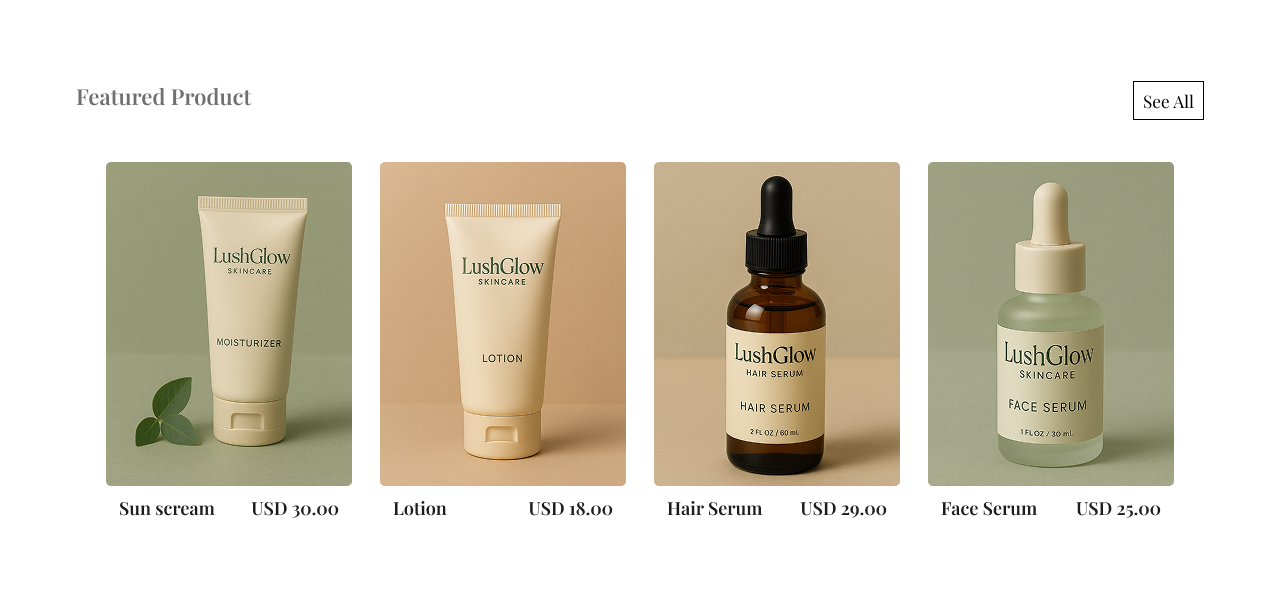 Featured Product
See All
LushGlow
SKINCARE
MOISTURIZER
LushGlow
SKINCARE
LOTION
LushGlow
HAIR SERUM
HAIR SERUM
2 FL OZ / 60 mL
LushGlow
SKINCARE
FACE SERUM
1 FL OZ / 30 mL
Sun scream USD 30.00
Lotion USD 18.00
Hair Serum USD 29.00
Face Serum USD 25.00